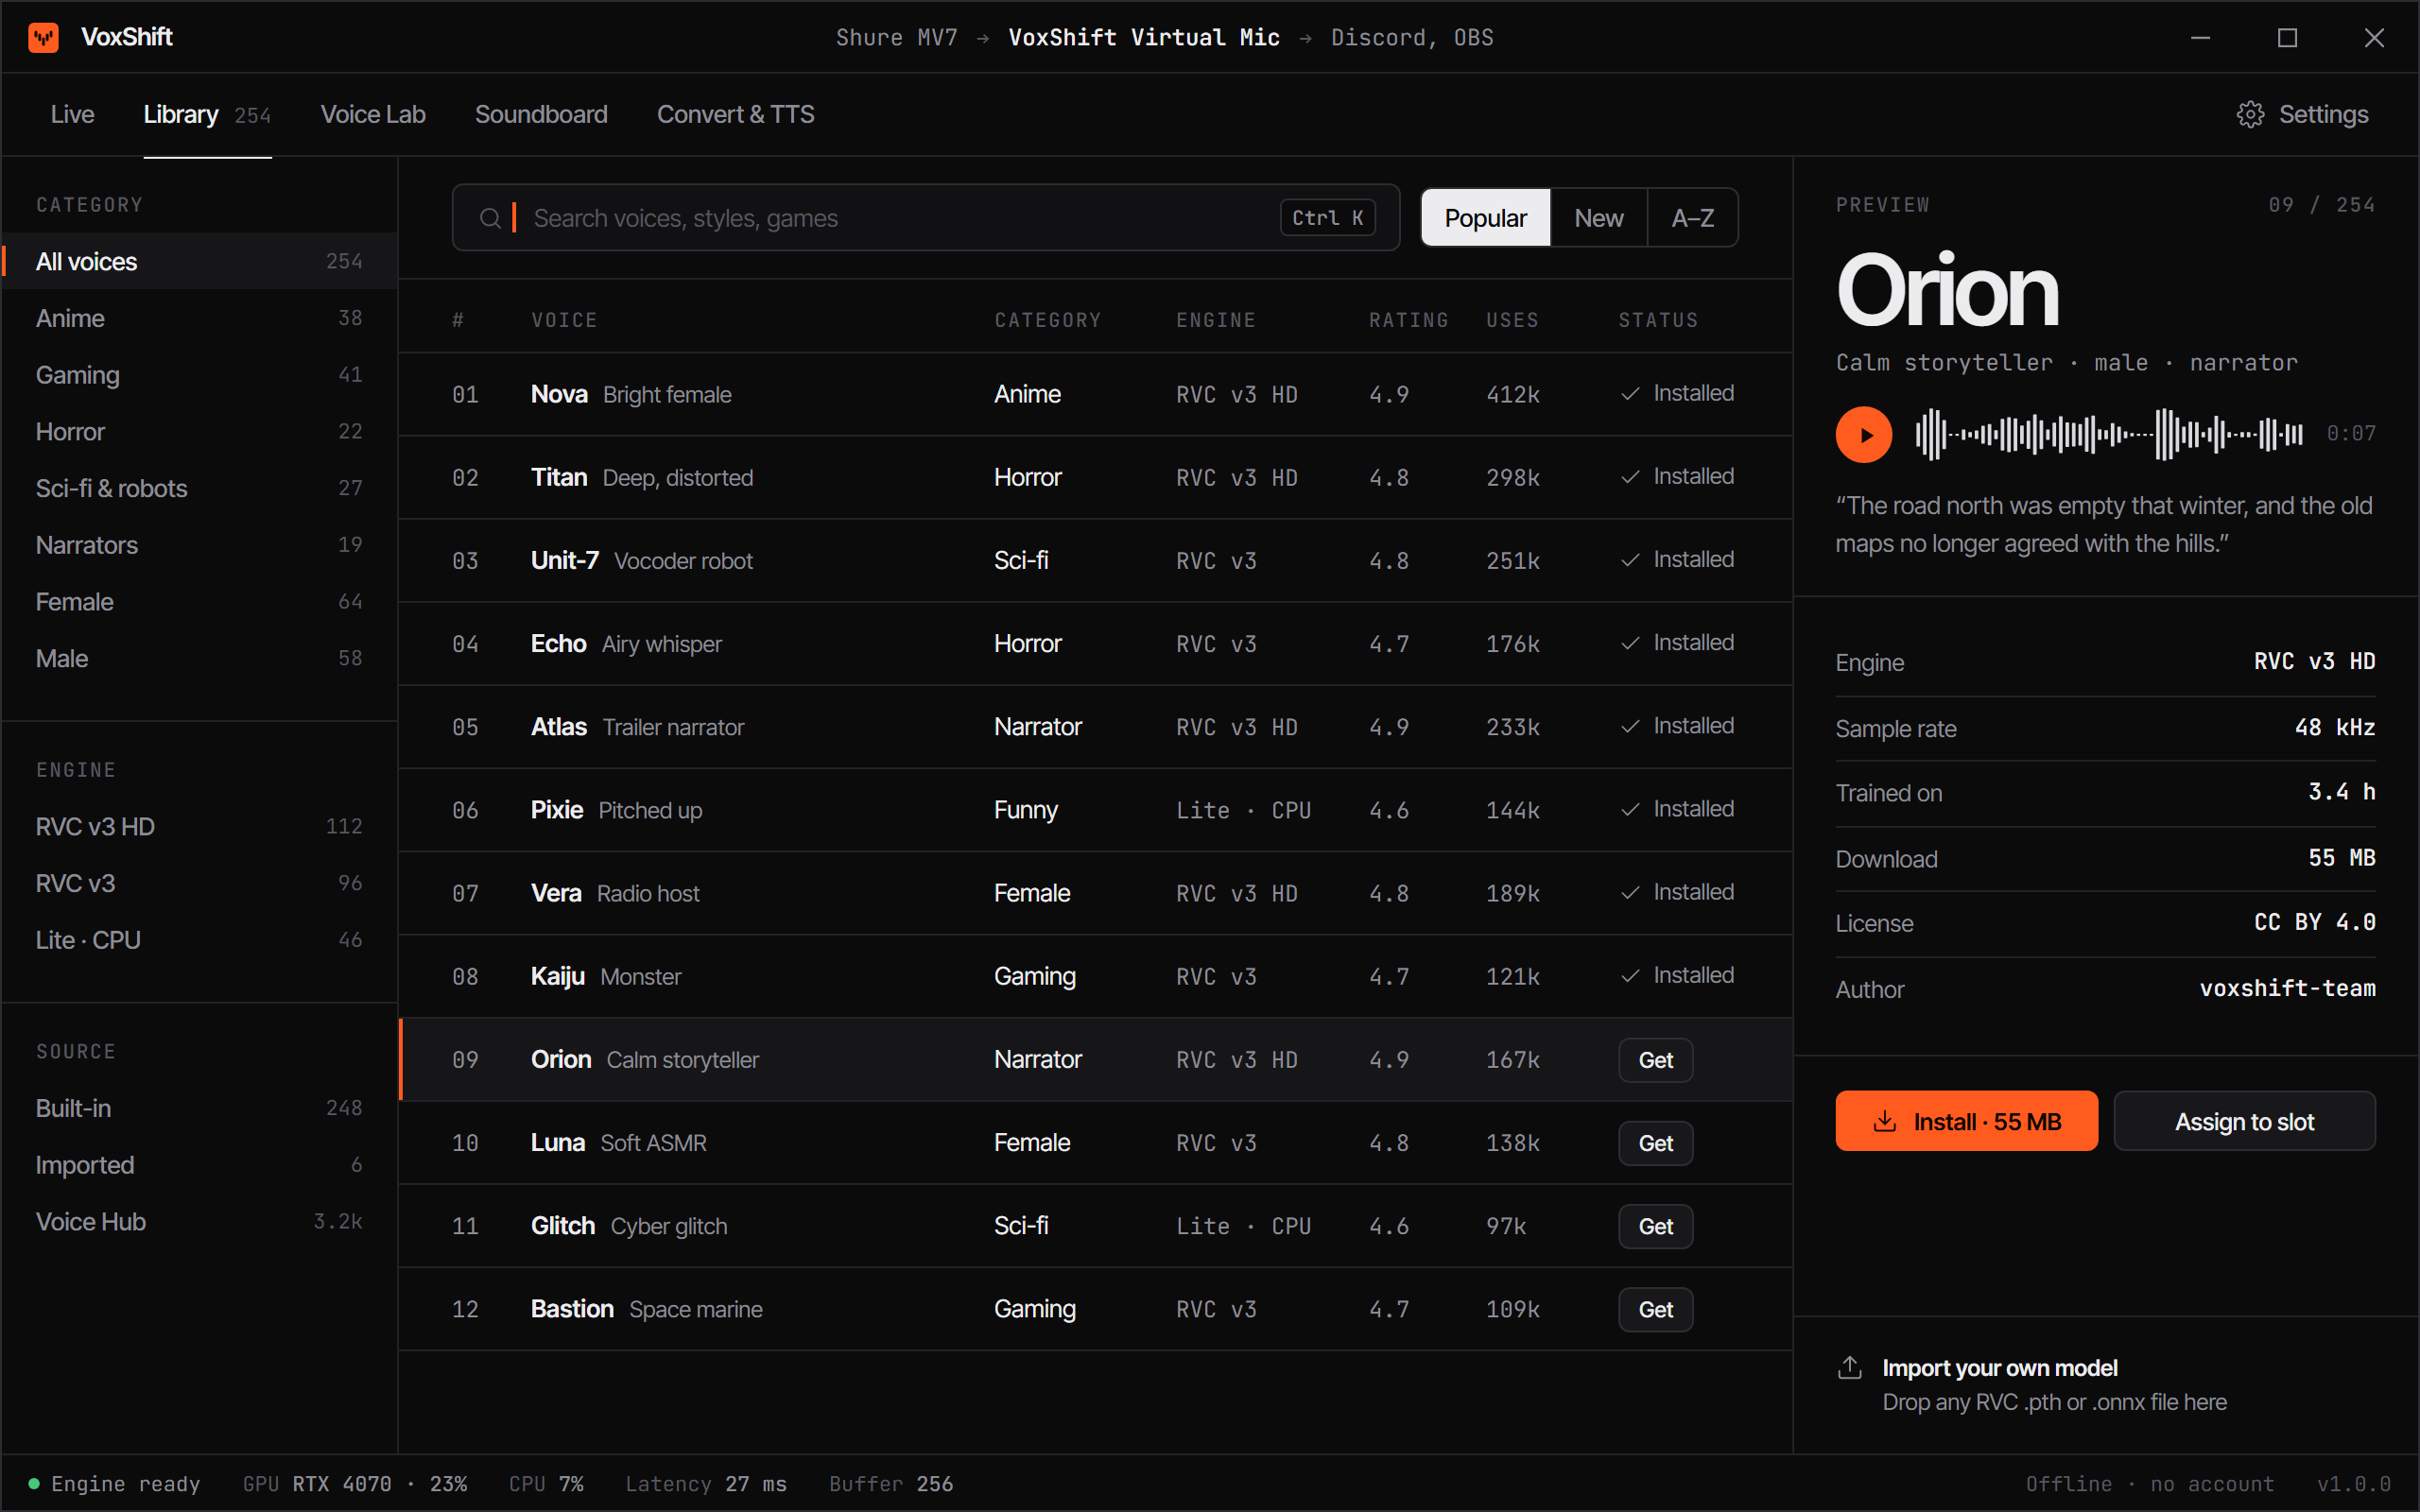 VoxShift
Shure MV7 → VoxShift Virtual Mic → Discord, OBS
Live Library 254 Voice Lab Soundboard Convert & TTS Settings
CATEGORY
All voices 254
Anime 38
Gaming 41
Horror 22
Sci-fi & robots 27
Narrators 19
Female 64
Male 58
ENGINE
RVC v3 HD 112
RVC v3 96
Lite · CPU 46
SOURCE
Built-in 248
Imported 6
Voice Hub 3.2k
Search voices, styles, games Ctrl K Popular New A–Z
# VOICE CATEGORY ENGINE RATING USES STATUS
01 Nova Bright female Anime RVC v3 HD 4.9 412k Installed
02 Titan Deep, distorted Horror RVC v3 HD 4.8 298k Installed
03 Unit-7 Vocoder robot Sci-fi RVC v3 4.8 251k Installed
04 Echo Airy whisper Horror RVC v3 4.7 176k Installed
05 Atlas Trailer narrator Narrator RVC v3 HD 4.9 233k Installed
06 Pixie Pitched up Funny Lite · CPU 4.6 144k Installed
07 Vera Radio host Female RVC v3 HD 4.8 189k Installed
08 Kaiju Monster Gaming RVC v3 4.7 121k Installed
09 Orion Calm storyteller Narrator RVC v3 HD 4.9 167k Get
10 Luna Soft ASMR Female RVC v3 4.8 138k Get
11 Glitch Cyber glitch Sci-fi Lite · CPU 4.6 97k Get
12 Bastion Space marine Gaming RVC v3 4.7 109k Get
PREVIEW 09 / 254
Orion
Calm storyteller · male · narrator
0:07
“The road north was empty that winter, and the old
maps no longer agreed with the hills.”
Engine RVC v3 HD
Sample rate 48 kHz
Trained on 3.4 h
Download 55 MB
License CC BY 4.0
Author voxshift-team
Install · 55 MB Assign to slot
Import your own model
Drop any RVC .pth or .onnx file here
Engine ready GPU RTX 4070 · 23% CPU 7% Latency 27 ms Buffer 256 Offline · no account v1.0.0